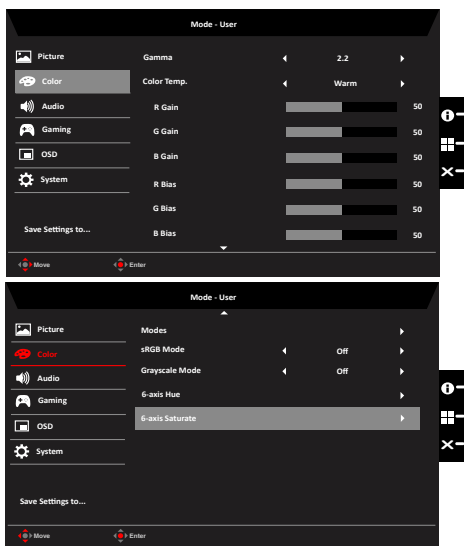 Mode - User
Picture
Gamma 2.2
Color
Color Temp. Warm
Audio
R Gain 50
Gaming
G Gain 50
OSD
B Gain 50
System
R Bias 50
G Bias 50
Save Settings to...
B Bias 50
Move Enter
Mode - User
Picture
Modes
Color
sRGB Mode Off
Audio
Grayscale Mode Off
Gaming
6-axis Hue
OSD
6-axis Saturate
System
Save Settings to...
Move Enter